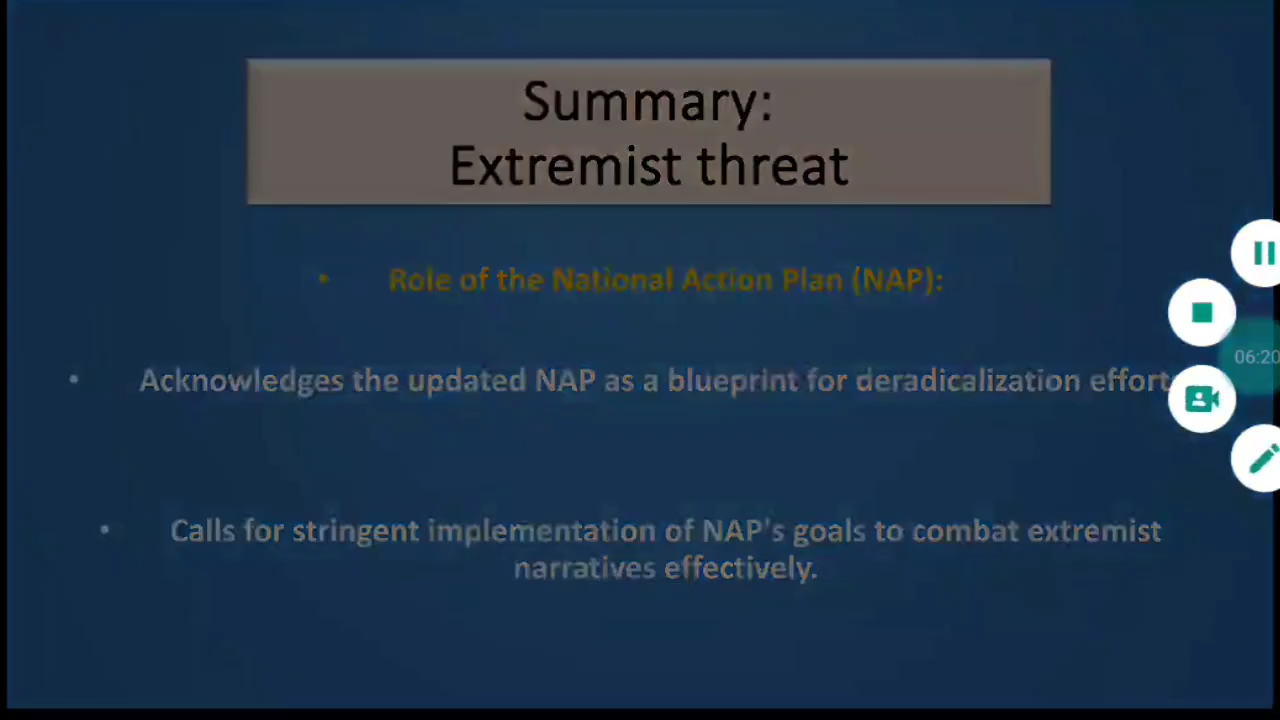 Summary:
Extremist threat
• Role of the National Action Plan (NAP):
• Acknowledges the updated NAP as a blueprint for deradicalization effort
• Calls for stringent implementation of NAP's goals to combat extremist
narratives effectively.
06:20